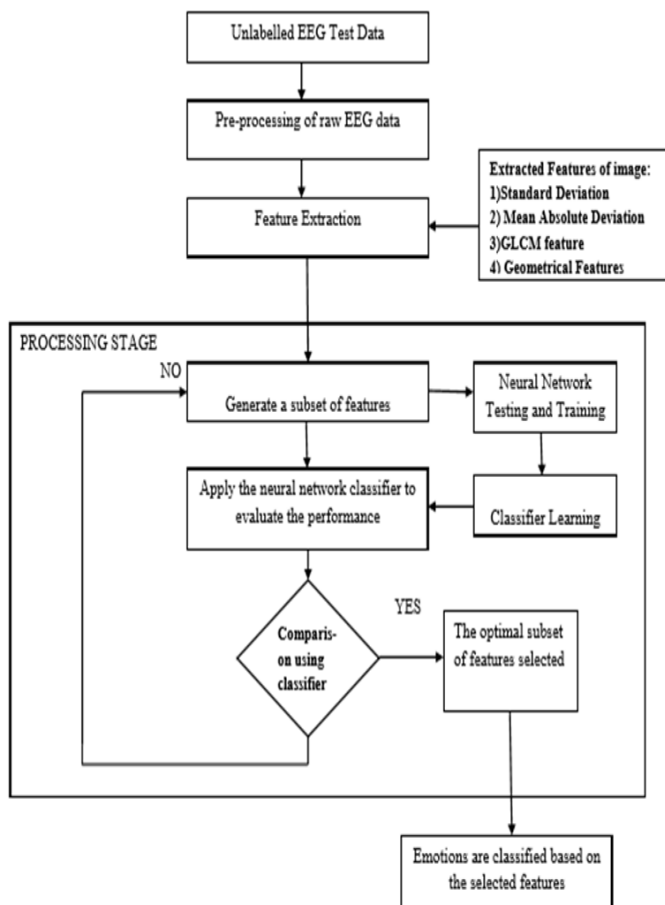 Unlabelled EEG Test Data
Pre-processing of raw EEG data
Feature Extraction
Extracted Features of image:
1)Standard Deviation
2) Mean Absolute Deviation
3)GLCM feature
4) Geometrical Features
PROCESSING STAGE
NO
Generate a subset of features
Neural Network
Testing and Training
Apply the neural network classifier to
evaluate the performance
Classifier Learning
YES
Comparis-
on using
classifier
The optimal subset
of features selected
Emotions are classified based on
the selected features